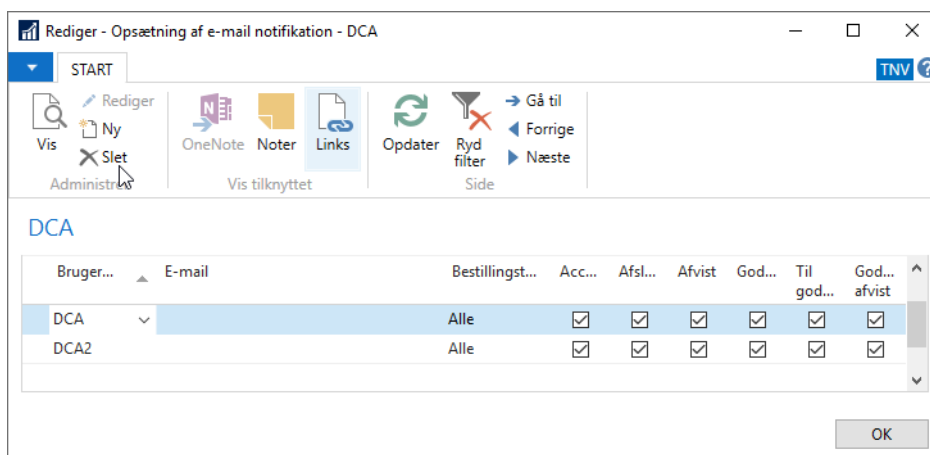 Rediger - Opsætning af e-mail notifikation - DCA
START
TNV
Vis
Rediger
Ny
Slet
Administrer
OneNote
Noter
Links
Vis tilknyttet
Opdater
Ryd
filter
Gå til
Forrige
Næste
Side
DCA
Bruger... E-mail Bestillingst... Acc... Afsl... Afvist God... Til
god... God...
afvist
DCA Alle
DCA2 Alle
OK